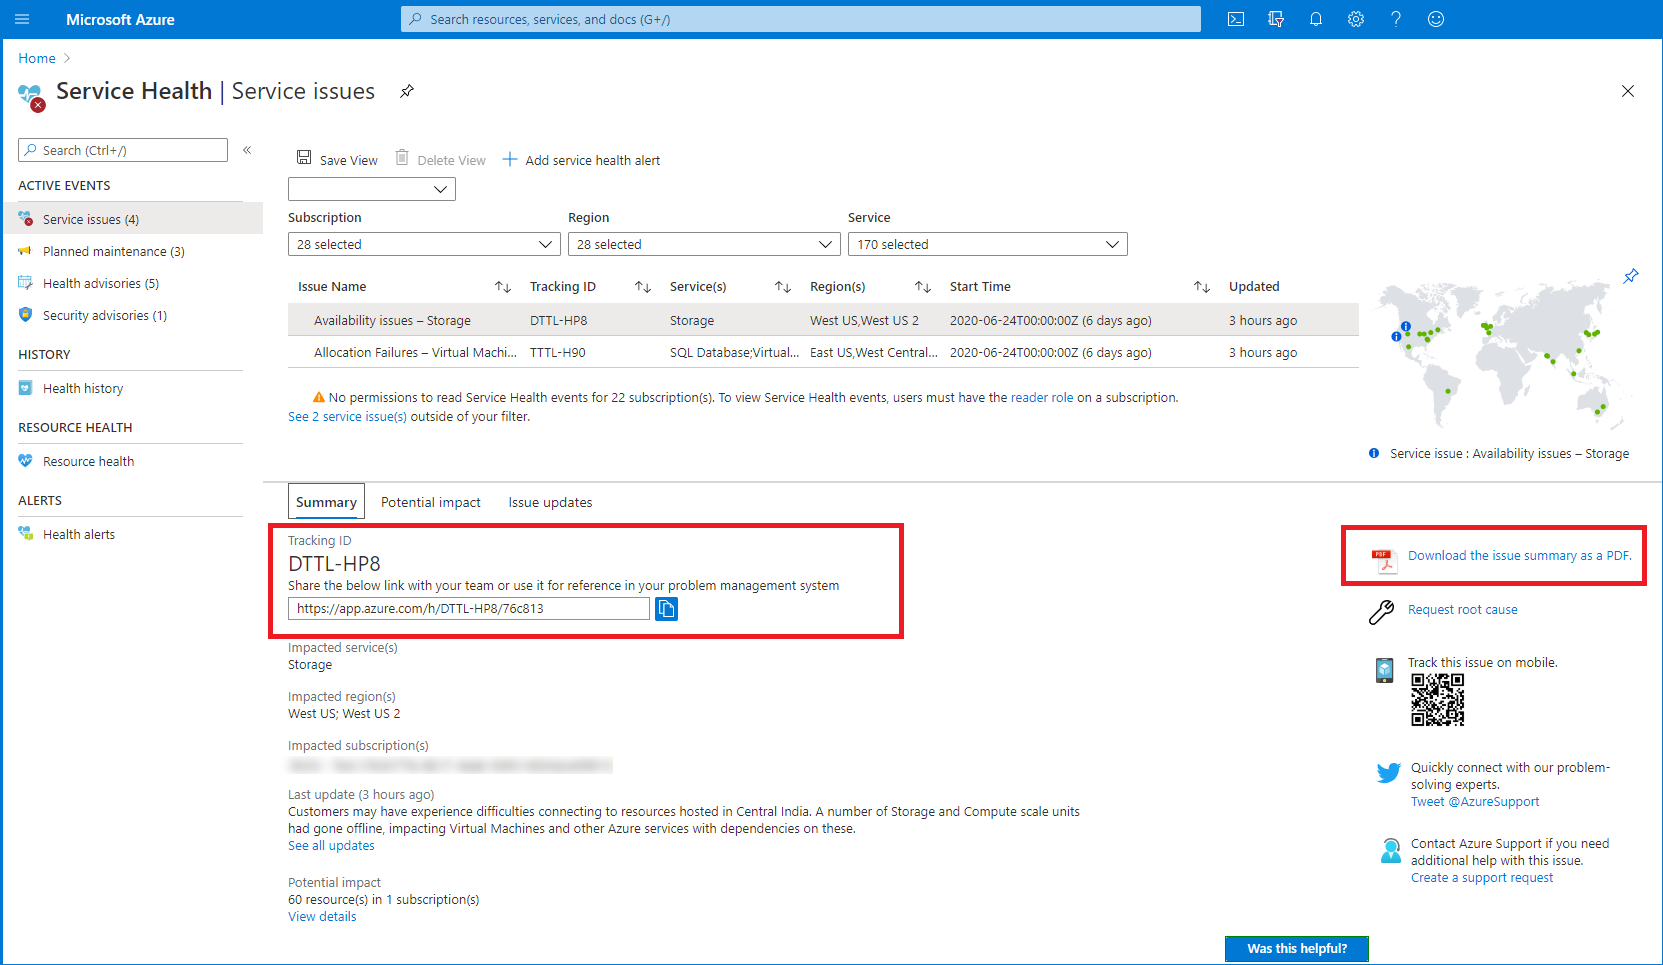 Microsoft Azure
Search resources, services, and docs (G+/)
Home
Service Health | Service issues
Search (Ctrl+/)
ACTIVE EVENTS
Service issues (4)
Planned maintenance (3)
Health advisories (5)
Security advisories (1)
HISTORY
Health history
RESOURCE HEALTH
Resource health
ALERTS
Health alerts
Save View
Delete View
Add service health alert
Subscription
Region
Service
28 selected
28 selected
170 selected
Issue Name
Tracking ID
Service(s)
Region(s)
Start Time
Updated
Availability issues – Storage
DTTL-HP8
Storage
West US,West US 2
2020-06-24T00:00:00Z (6 days ago)
3 hours ago
Allocation Failures – Virtual Machi...
TTTL-H90
SQL Database;Virtual...
East US,West Central...
2020-06-24T00:00:00Z (6 days ago)
3 hours ago
No permissions to read Service Health events for 22 subscription(s). To view Service Health events, users must have the reader role on a subscription.
See 2 service issue(s) outside of your filter.
Service issue : Availability issues – Storage
Summary
Potential impact
Issue updates
Tracking ID
DTTL-HP8
Share the below link with your team or use it for reference in your problem management system
https://app.azure.com/h/DTTL-HP8/76c813
Impacted service(s)
Storage
Impacted region(s)
West US; West US 2
Impacted subscription(s)
Last update (3 hours ago)
Customers may have experience difficulties connecting to resources hosted in Central India. A number of Storage and Compute scale units
had gone offline, impacting Virtual Machines and other Azure services with dependencies on these.
See all updates
Potential impact
60 resource(s) in 1 subscription(s)
View details
PDF
Download the issue summary as a PDF.
Request root cause
Track this issue on mobile.
Quickly connect with our problem-
solving experts.
Tweet @AzureSupport
Contact Azure Support if you need
additional help with this issue.
Create a support request
Was this helpful?